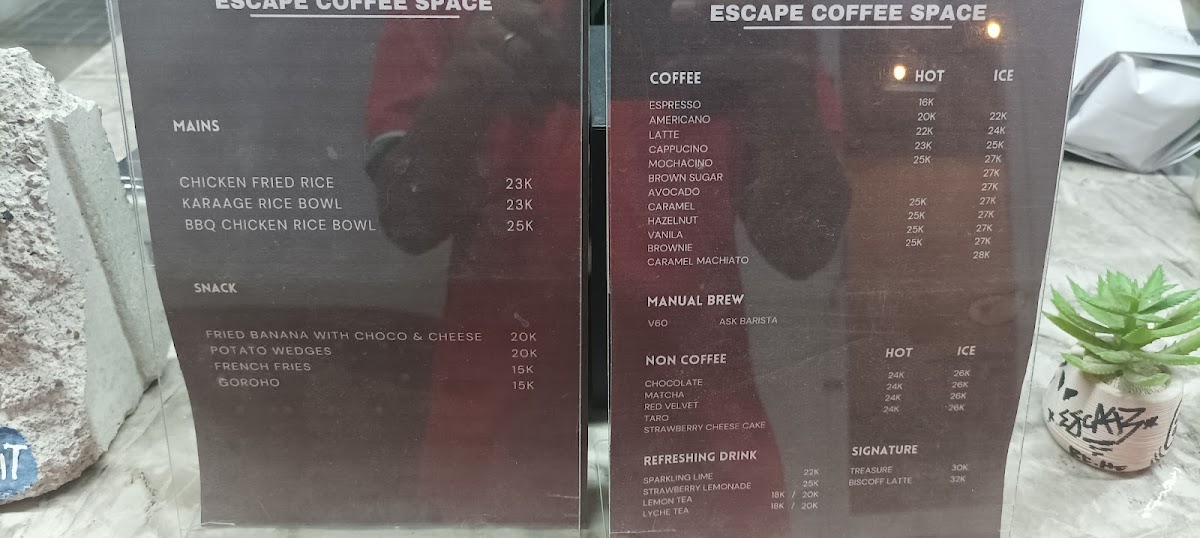 ESCAPE COFFEE SPACE
MAINS
CHICKEN FRIED RICE 23K
KARAAGE RICE BOWL 23K
BBQ CHICKEN RICE BOWL 25K
SNACK
FRIED BANANA WITH CHOCO & CHEESE 20K
POTATO WEDGES 20K
FRENCH FRIES 15K
GOROHO 15K
ESCAPE COFFEE SPACE
COFFEE HOT ICE
ESPRESSO 16K
AMERICANO 20K 22K
LATTE 22K 24K
CAPPUCINO 23K 25K
MOCHACINO 25K 27K
BROWN SUGAR 27K
AVOCADO 27K
CARAMEL 25K 27K
HAZELNUT 25K 27K
VANILA 25K 27K
BROWNIE 25K 27K
CARAMEL MACHIATO 28K
MANUAL BREW
V60 ASK BARISTA
NON COFFEE HOT ICE
CHOCOLATE 24K 26K
MATCHA 24K 26K
RED VELVET 24K 26K
TARO 24K 26K
STRAWBERRY CHEESE CAKE
REFRESHING DRINK
SPARKLING LIME 22K
STRAWBERRY LEMONADE 25K
LEMON TEA 18K / 20K
LYCHE TEA 18K / 20K
SIGNATURE
TREASURE 30K
BISCOFF LATTE 32K